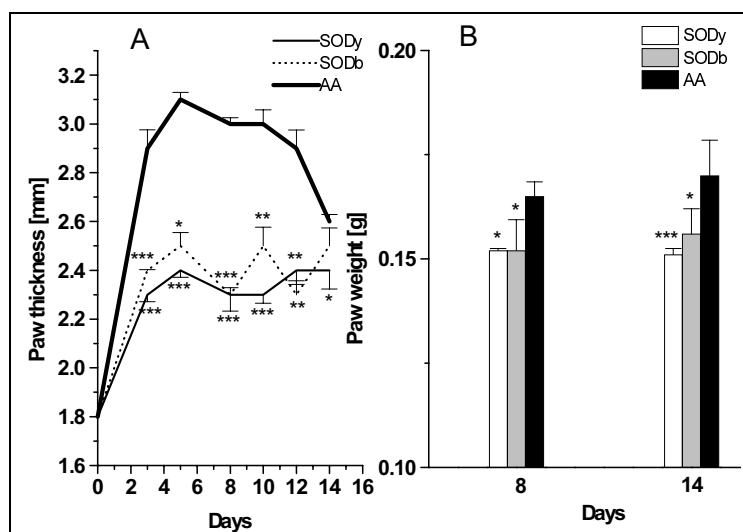 A
SODy
SODb
AA
3.2
3.0
2.8
2.6
2.4
2.2
2.0
1.8
1.6
Paw thickness [mm]
***
*
**
***
**
***
***
***
***
**
*
0 2 4 6 8 10 12 14 16
Days
B
SODy
SODb
AA
0.20
0.15
0.10
Paw weight [g]
*
*
***
*
8 14
Days